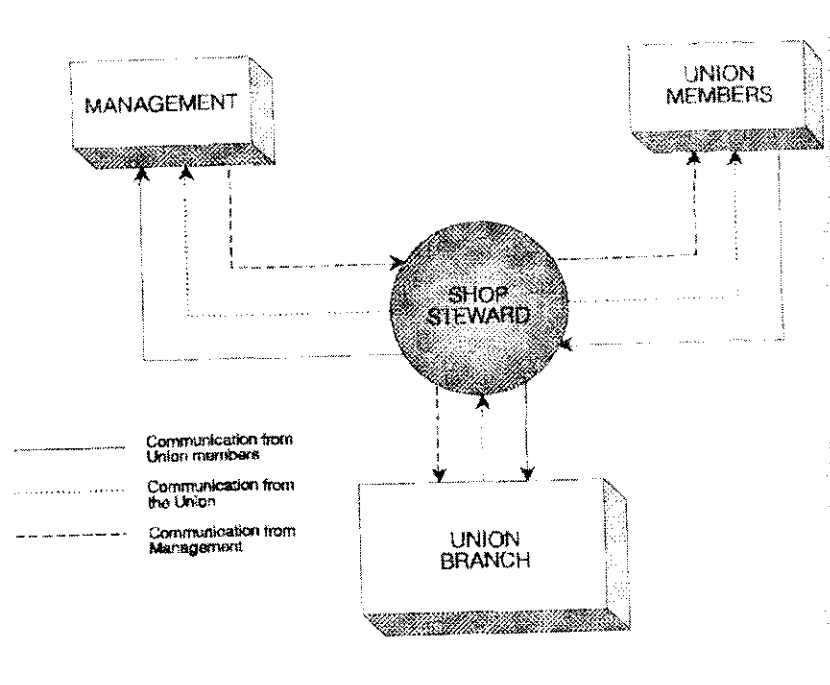 MANAGEMENT
UNION
MEMBERS
SHOP
STEWARD
Communication from
Union members
Communication from
the Union
Communication from
Management
UNION
BRANCH